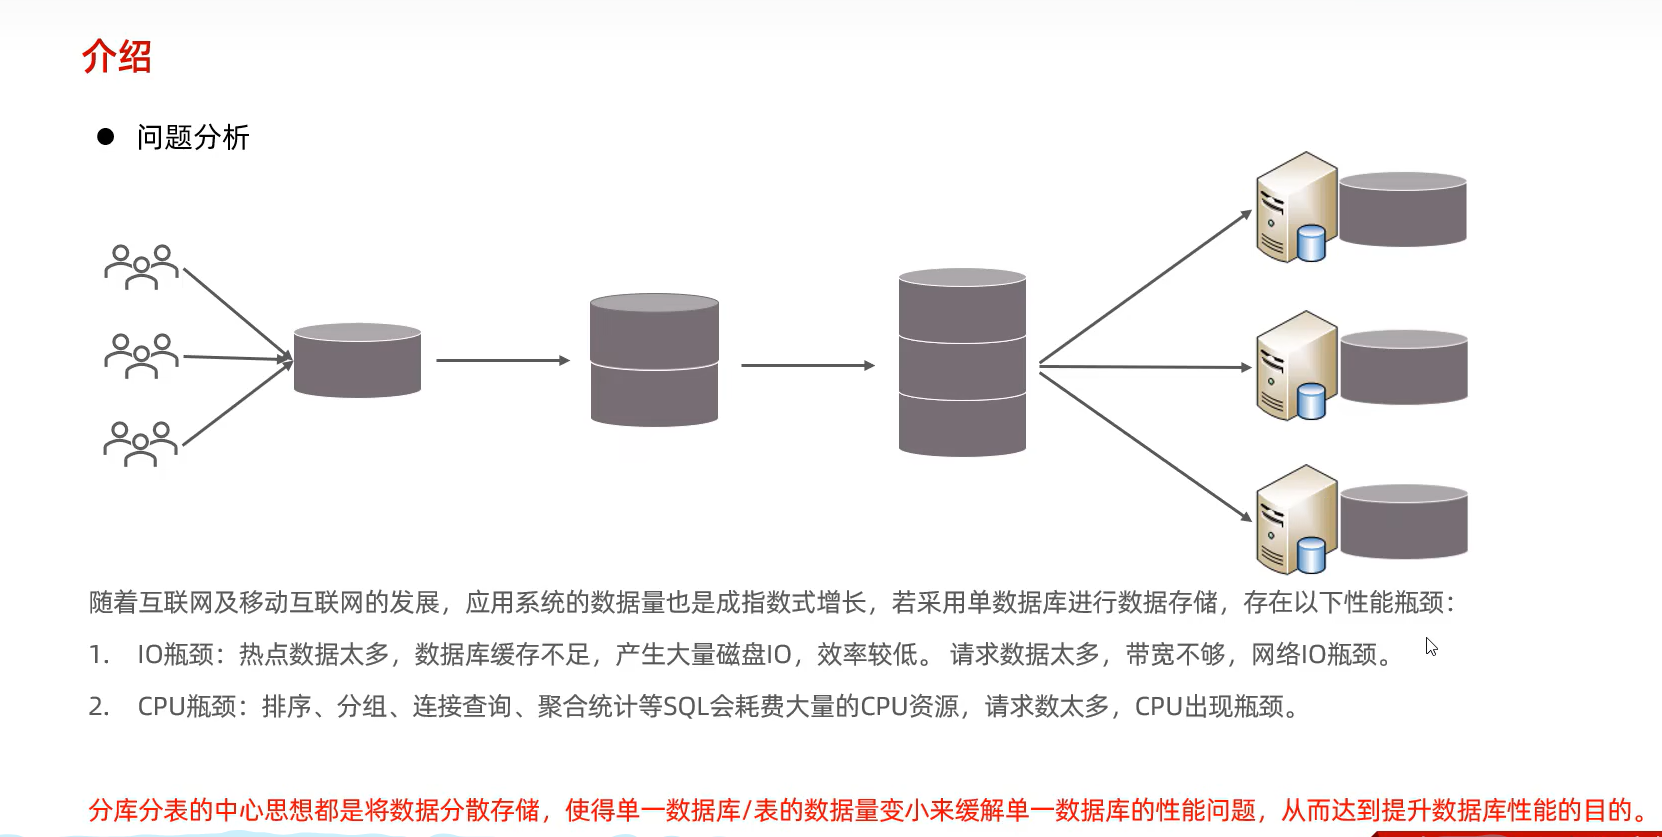 介绍
● 问题分析
随着互联网及移动互联网的发展，应用系统的数据量也是成指数式增长，若采用单数据库进行数据存储，存在以下性能瓶颈：
1. IO瓶颈：热点数据太多，数据库缓存不足，产生大量磁盘IO，效率较低。 请求数据太多，带宽不够，网络IO瓶颈。
2. CPU瓶颈：排序、分组、连接查询、聚合统计等SQL会耗费大量的CPU资源，请求数太多，CPU出现瓶颈。
分库分表的中心思想都是将数据分散存储，使得单一数据库/表的数据量变小来缓解单一数据库的性能问题，从而达到提升数据库性能的目的。